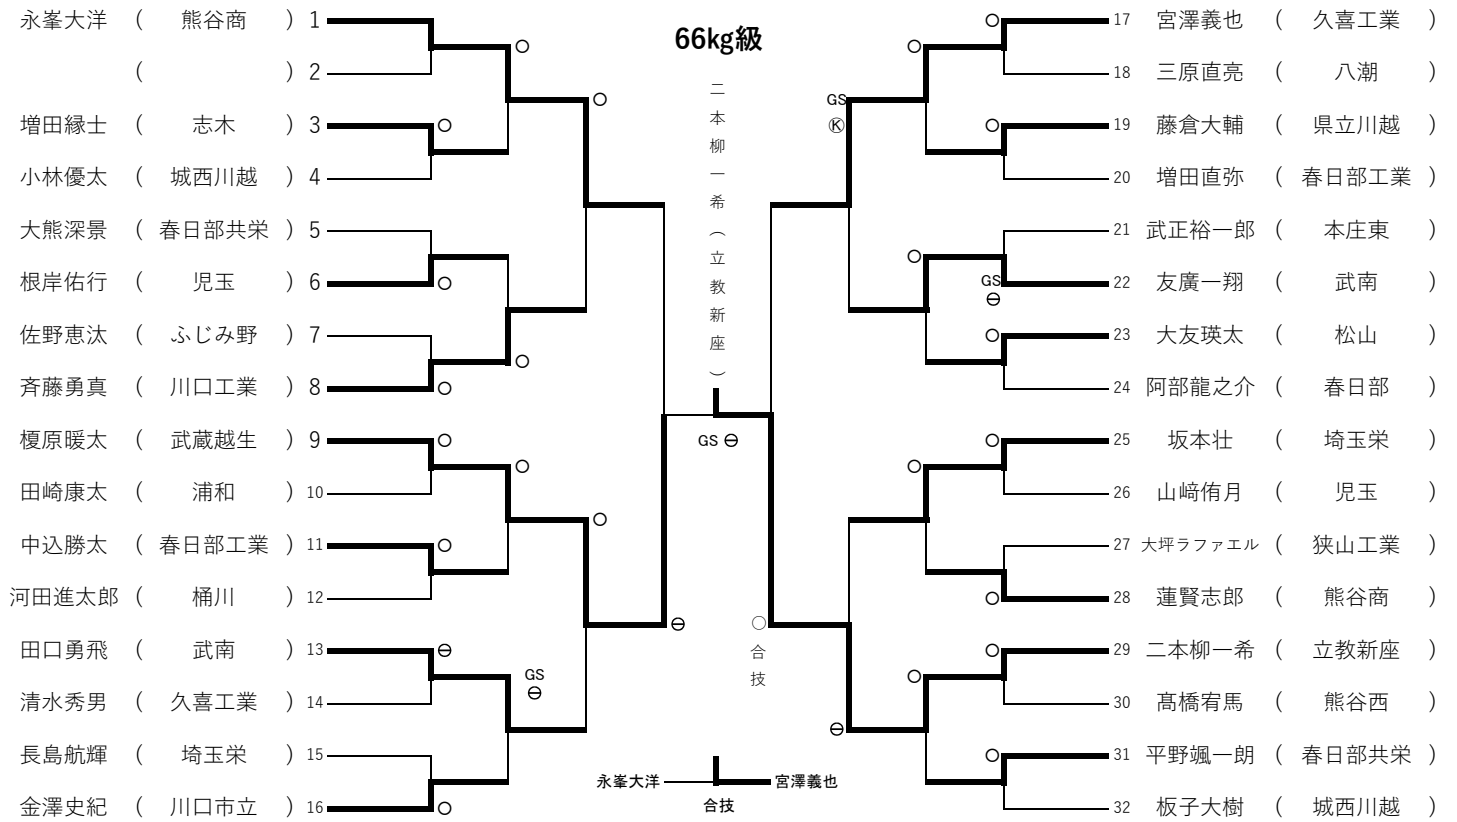 66kg級
永峯大洋 ( 熊谷商 ) 1
( ) 2
増田縁士 ( 志木 ) 3
小林優太 ( 城西川越 ) 4
大熊深景 ( 春日部共栄 ) 5
根岸佑行 ( 児玉 ) 6
佐野恵汰 ( ふじみ野 ) 7
斉藤勇真 ( 川口工業 ) 8
榎原暖太 ( 武蔵越生 ) 9
田崎康太 ( 浦和 ) 10
中込勝太 ( 春日部工業 ) 11
河田進太郎 ( 桶川 ) 12
田口勇飛 ( 武南 ) 13
清水秀男 ( 久喜工業 ) 14
長島航輝 ( 埼玉栄 ) 15
金澤史紀 ( 川口市立 ) 16
○
○
○
○
○
○
○
○
○
○
⊖
GS
⊖
○
⊖
二本柳一希（立教新座）
GS ⊖
○合技
永峯大洋 宮澤義也
合技
GS
Ⓚ
○
○
○
○
GS
⊖
○
○
○
○
○
○
⊖
○
17 宮澤義也 ( 久喜工業 )
18 三原直亮 ( 八潮 )
19 藤倉大輔 ( 県立川越 )
20 増田直弥 ( 春日部工業 )
21 武正裕一郎 ( 本庄東 )
22 友廣一翔 ( 武南 )
23 大友瑛太 ( 松山 )
24 阿部龍之介 ( 春日部 )
25 坂本壮 ( 埼玉栄 )
26 山﨑侑月 ( 児玉 )
27 大坪ラファエル ( 狭山工業 )
28 蓮賢志郎 ( 熊谷商 )
29 二本柳一希 ( 立教新座 )
30 髙橋宥馬 ( 熊谷西 )
31 平野颯一朗 ( 春日部共栄 )
32 板子大樹 ( 城西川越 )